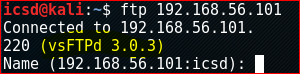 icsd@kali:~$ ftp 192.168.56.101
Connected to 192.168.56.101.
220 (vsFTPd 3.0.3)
Name (192.168.56.101:icsd):